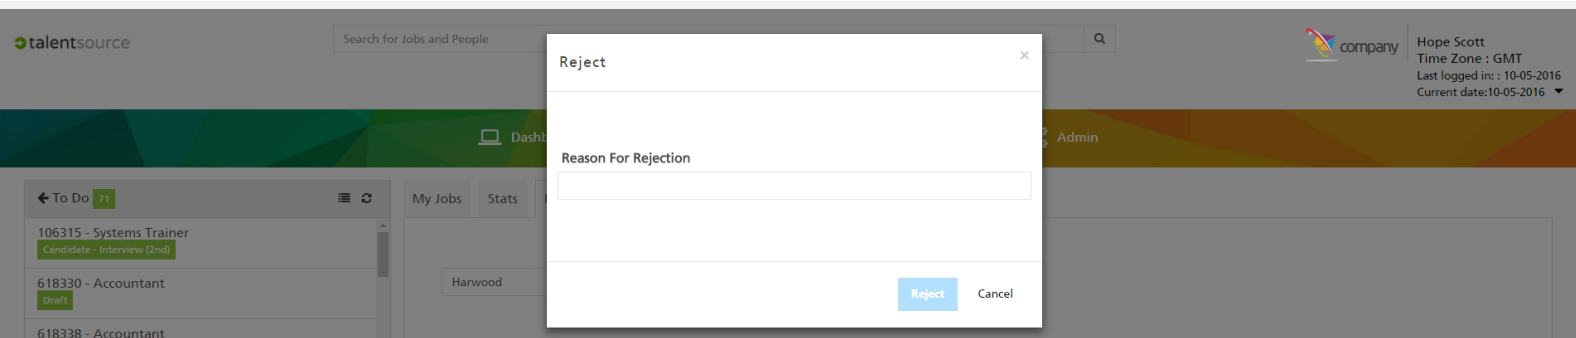 talentsource
Search for Jobs and People
company
Hope Scott
Time Zone : GMT
Last logged in: : 10-05-2016
Current date:10-05-2016
Reject
×
Admin
Reason For Rejection
To Do 71
My Jobs Stats
106315 - Systems Trainer
Candidate - Interview (2nd)
618330 - Accountant
Draft
Harwood
Reject Cancel
618338 - Accountant